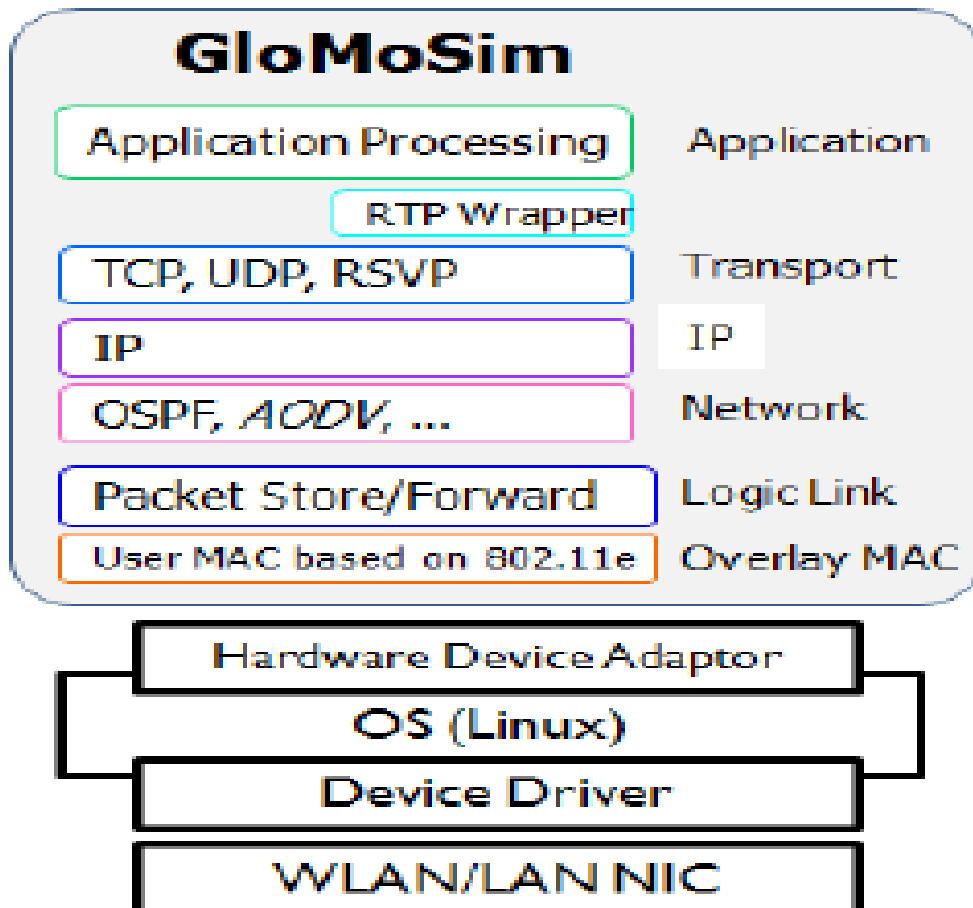 GloMoSim
Application Processing
Application
RTP Wrapper
TCP, UDP, RSVP
Transport
IP
IP
OSPF, AODV, ...
Network
Packet Store/Forward
Logic Link
User MAC based on 802.11e
Overlay MAC
Hardware Device Adaptor
OS (Linux)
Device Driver
WLAN/LAN NIC